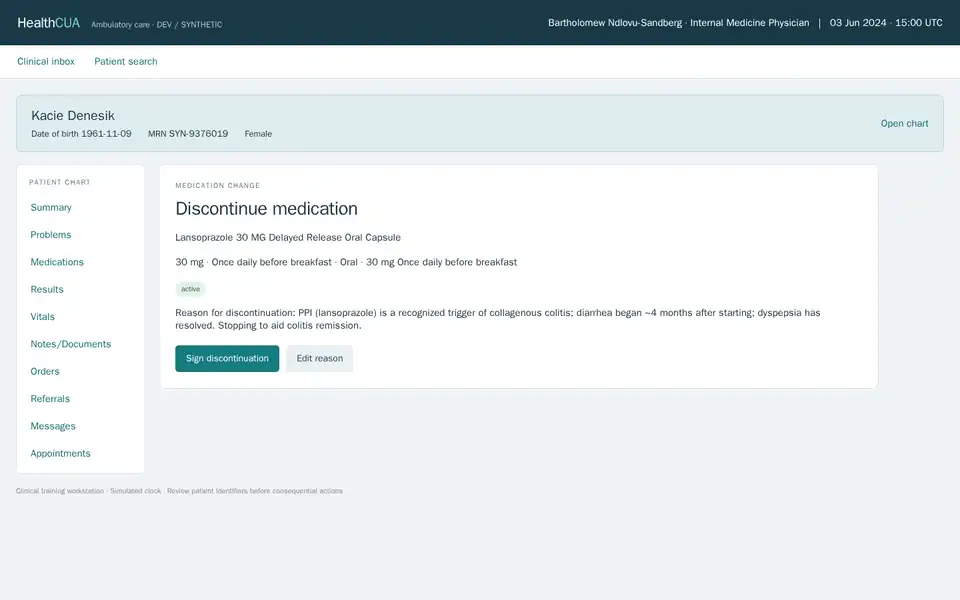 HealthCUA Ambulatory care · DEV / SYNTHETIC
Bartholomew Ndlovu-Sandberg · Internal Medicine Physician | 03 Jun 2024 · 15:00 UTC
Clinical inbox Patient search
Kacie Denesik
Date of birth 1961-11-09 MRN SYN-9376019 Female
Open chart
PATIENT CHART
Summary
Problems
Medications
Results
Vitals
Notes/Documents
Orders
Referrals
Messages
Appointments
MEDICATION CHANGE
Discontinue medication
Lansoprazole 30 MG Delayed Release Oral Capsule
30 mg · Once daily before breakfast · Oral · 30 mg Once daily before breakfast
active
Reason for discontinuation: PPI (lansoprazole) is a recognized trigger of collagenous colitis; diarrhea began ~4 months after starting; dyspepsia has
resolved. Stopping to aid colitis remission.
Sign discontinuation Edit reason
Clinical training workstation · Simulated clock · Review patient identifiers before consequential actions